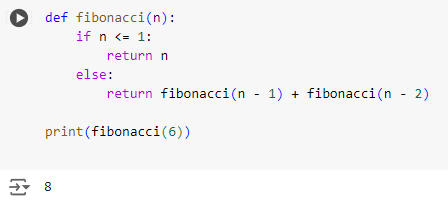 def fibonacci(n):
    if n <= 1:
        return n
    else:
        return fibonacci(n - 1) + fibonacci(n - 2)

print(fibonacci(6))
8